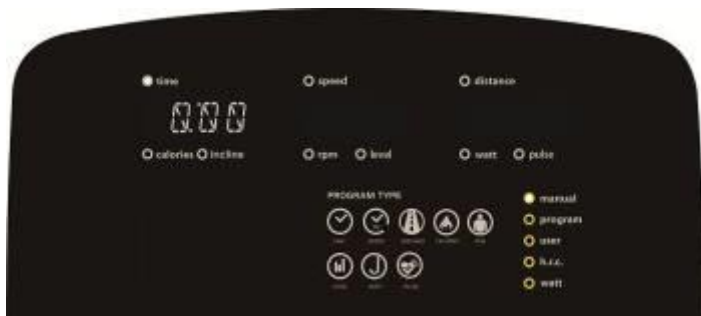 time speed distance
0:00
calories incline rpm level watt pulse
PROGRAM TYPE
manual
program
user
h.r.c.
watt